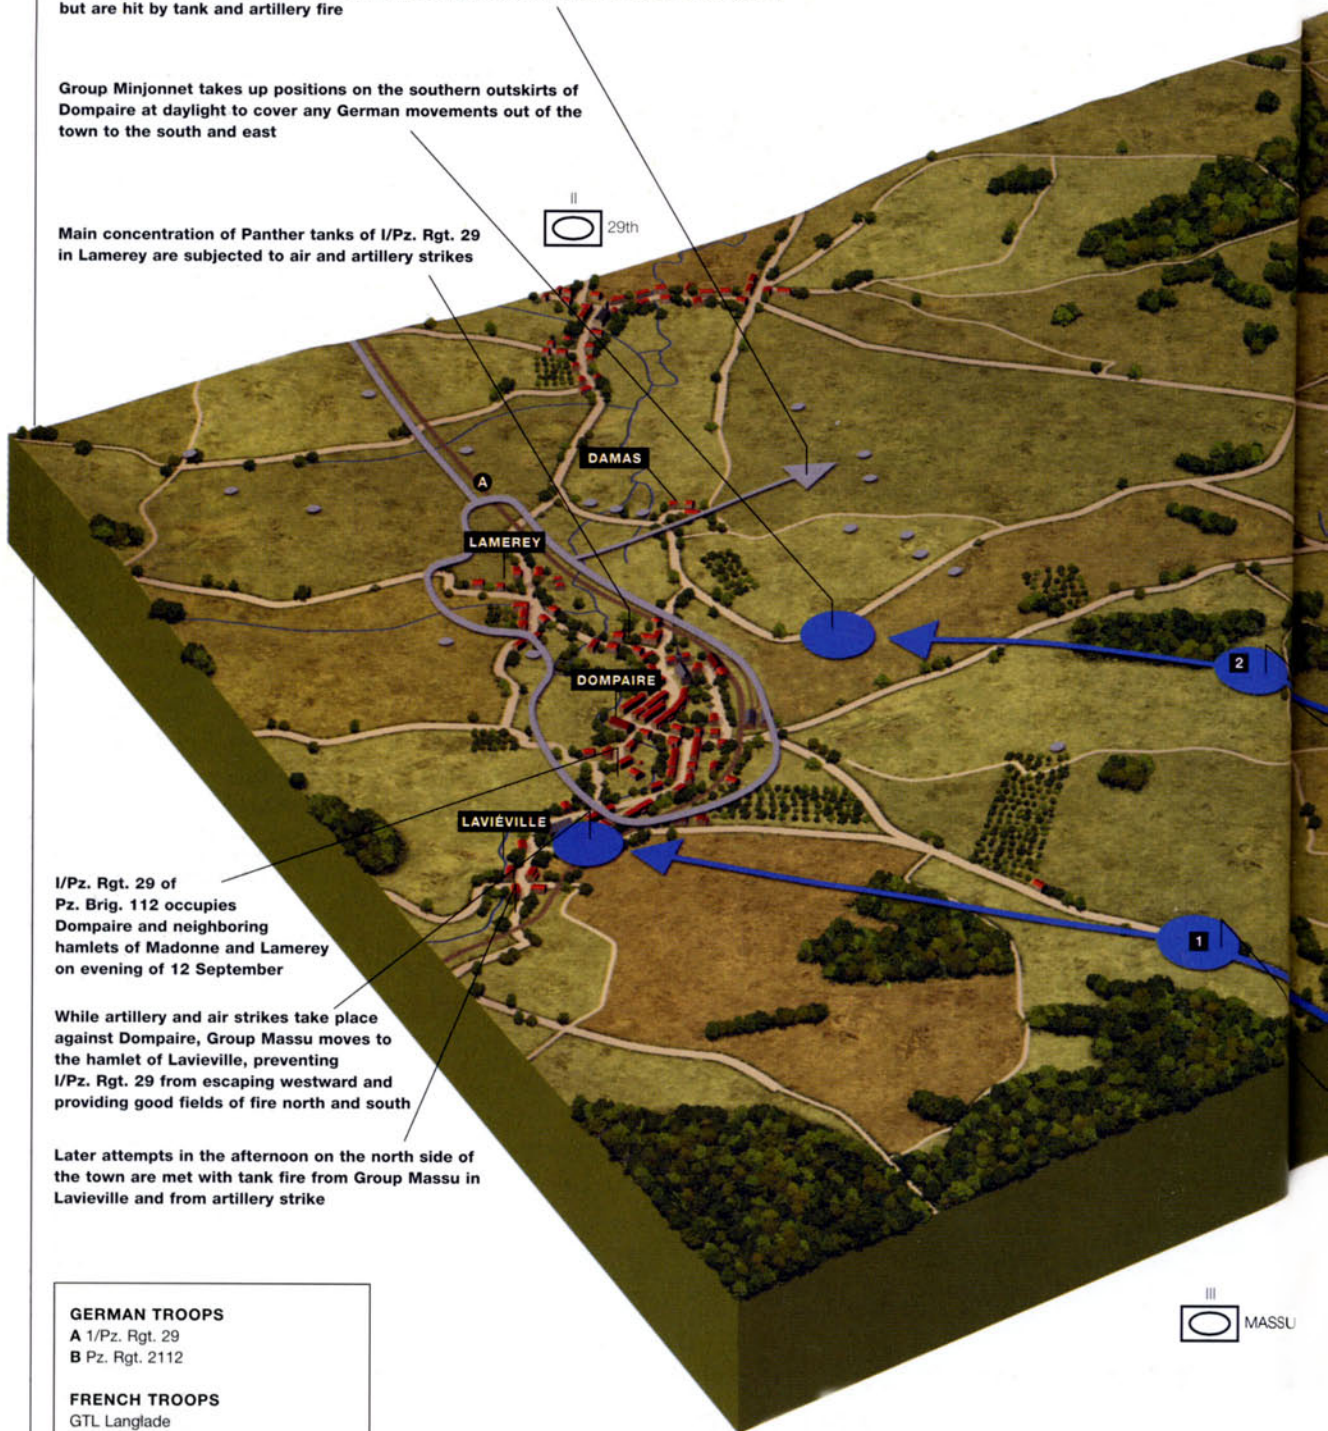 but are hit by tank and artillery fire
Group Minjonnet takes up positions on the southern outskirts of
Dompaire at daylight to cover any German movements out of the
town to the south and east
II
29th
Main concentration of Panther tanks of I/Pz. Rgt. 29
in Lamerey are subjected to air and artillery strikes
DAMAS
A
LAMEREY
2
DOMPAIRE
LAVIÉVILLE
1
I/Pz. Rgt. 29 of
Pz. Brig. 112 occupies
Dompaire and neighboring
hamlets of Madonne and Lamerey
on evening of 12 September
While artillery and air strikes take place
against Dompaire, Group Massu moves to
the hamlet of Lavieville, preventing
I/Pz. Rgt. 29 from escaping westward and
providing good fields of fire north and south
Later attempts in the afternoon on the north side of
the town are met with tank fire from Group Massu in
Lavieville and from artillery strike
III
MASSU
GERMAN TROOPS
A 1/Pz. Rgt. 29
B Pz. Rgt. 2112
FRENCH TROOPS
GTL Langlade